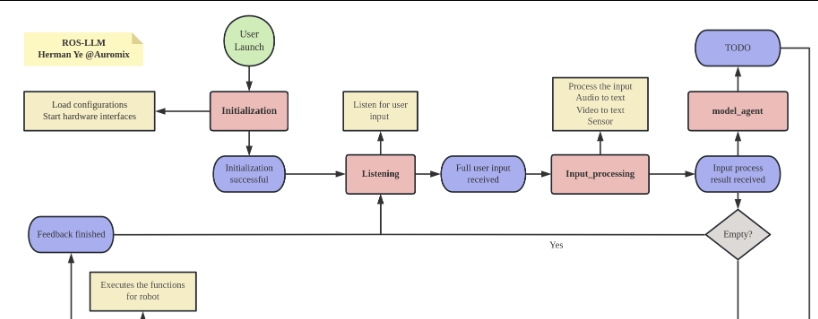 ROS-LLM
Herman Ye @Auromix
User
Launch
TODO
Load configurations
Start hardware interfaces
Initialization
Listen for user
input
Process the input
Audio to text
Video to text
Sensor
model_agent
Initialization
successful
Listening
Full user input
received
Input_processing
Input process
result received
Feedback finished
Empty?
Yes
Executes the functions
for robot